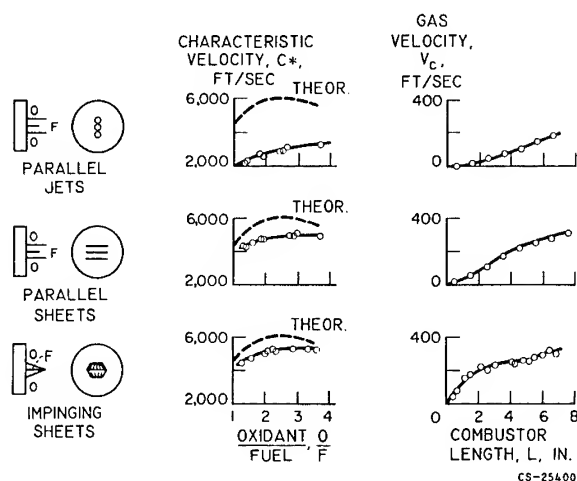 CHARACTERISTIC
VELOCITY, C*,
FT/SEC
GAS
VELOCITY,
Vc,
FT/SEC
6,000
THEOR.
2,000
400
0
O
F
O
PARALLEL
JETS
6,000
THEOR.
2,000
400
0
O
F
O
PARALLEL
SHEETS
6,000
THEOR.
2,000
400
0
O
F
O
IMPINGING
SHEETS
1 2 3 4
OXIDANT O
FUEL , F
2 4 6 8
COMBUSTOR
LENGTH, L, IN.
CS-25400